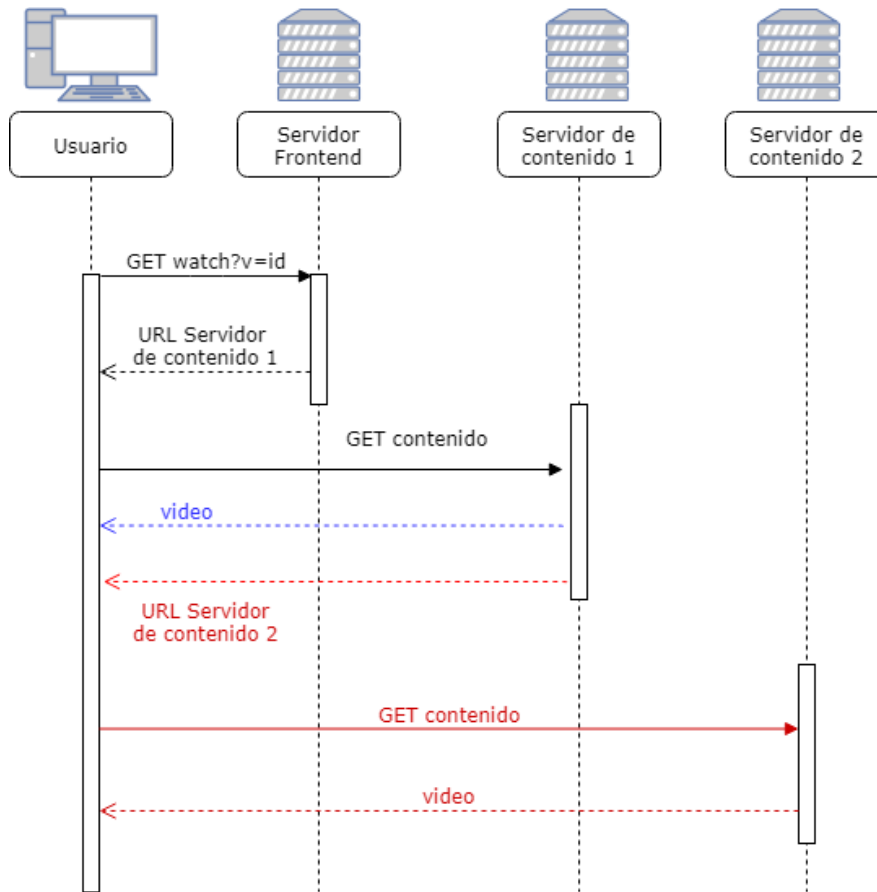 Usuario
Servidor
Frontend
Servidor de
contenido 1
Servidor de
contenido 2
GET watch?v=id
URL Servidor
de contenido 1
GET contenido
video
URL Servidor
de contenido 2
GET contenido
video